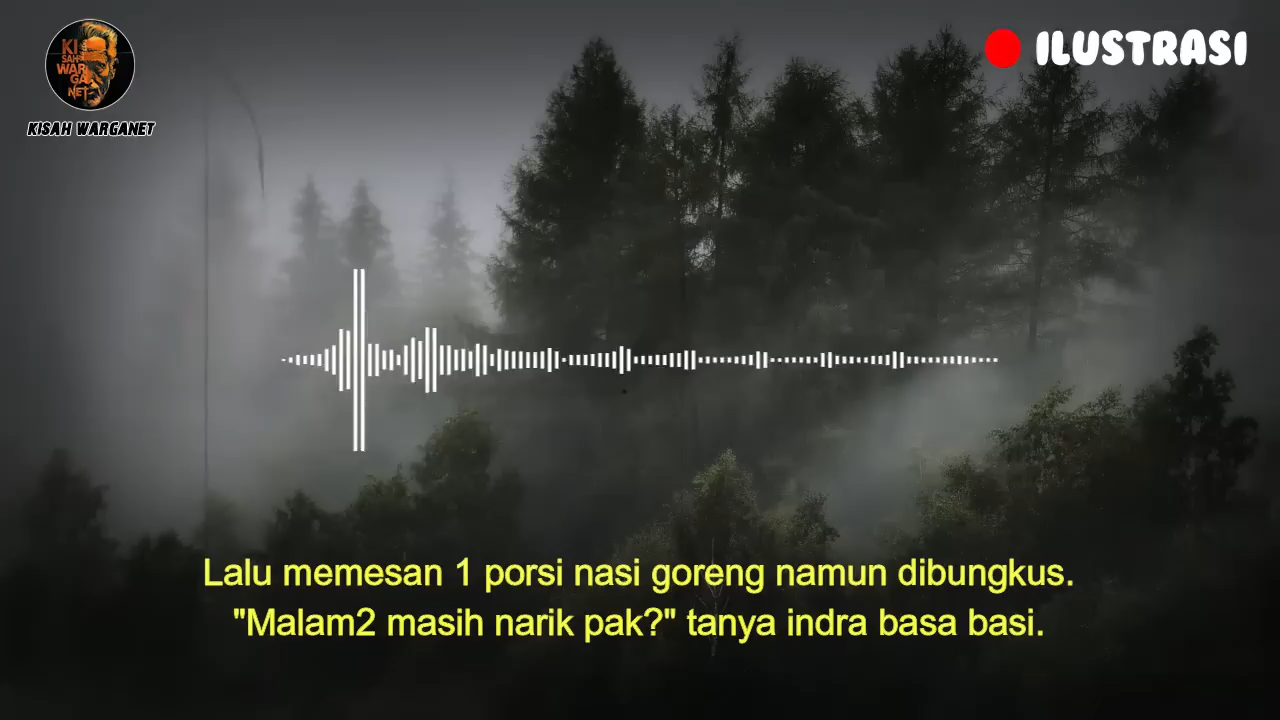 KI
SAH
WAR
GA
NET
KISAH WARGANET
ILUSTRASI
Lalu memesan 1 porsi nasi goreng namun dibungkus.
"Malam2 masih narik pak?" tanya indra basa basi.